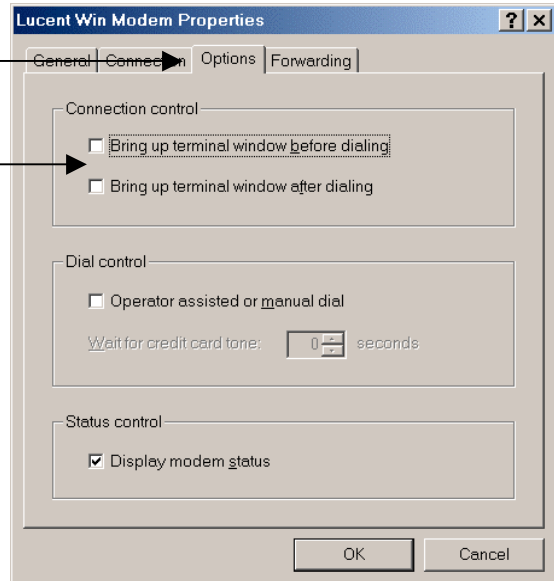 Lucent Win Modem Properties
General Connection Options Forwarding
Connection control
Bring up terminal window before dialing
Bring up terminal window after dialing
Dial control
Operator assisted or manual dial
Wait for credit card tone: 0 seconds
Status control
Display modem status
OK Cancel